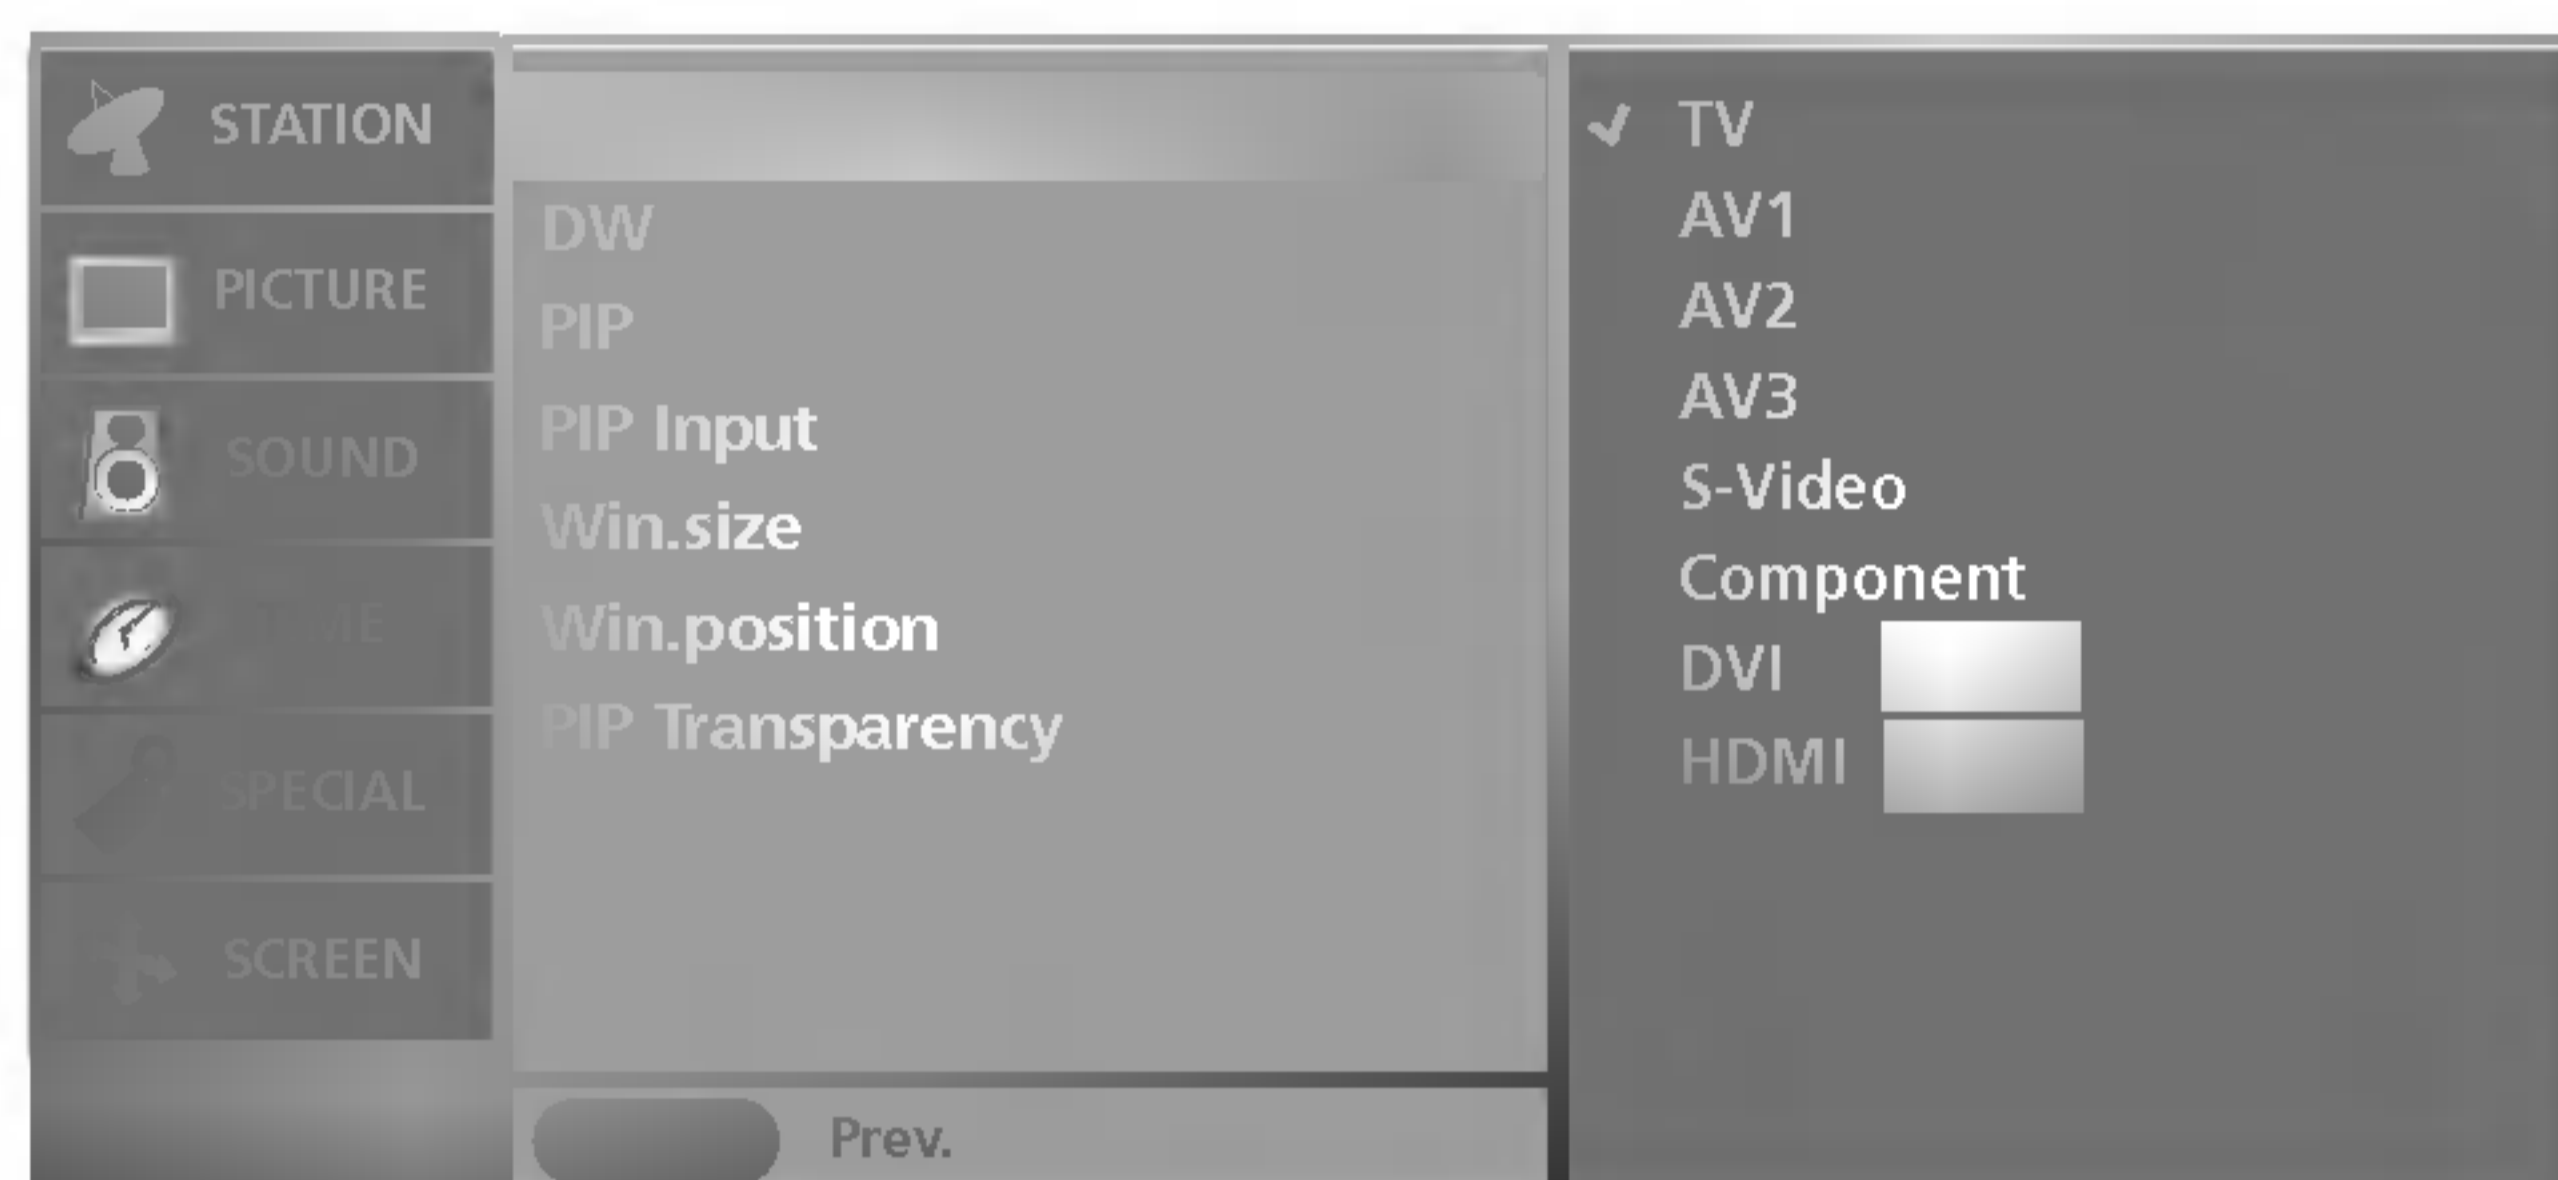 STATION
PICTURE
SOUND
TIME
SPECIAL
SCREEN
DW
PIP
PIP Input
Win.size
Win.position
PIP Transparency
Prev.
TV
AV1
AV2
AV3
S-Video
Component
DVI
HDMI